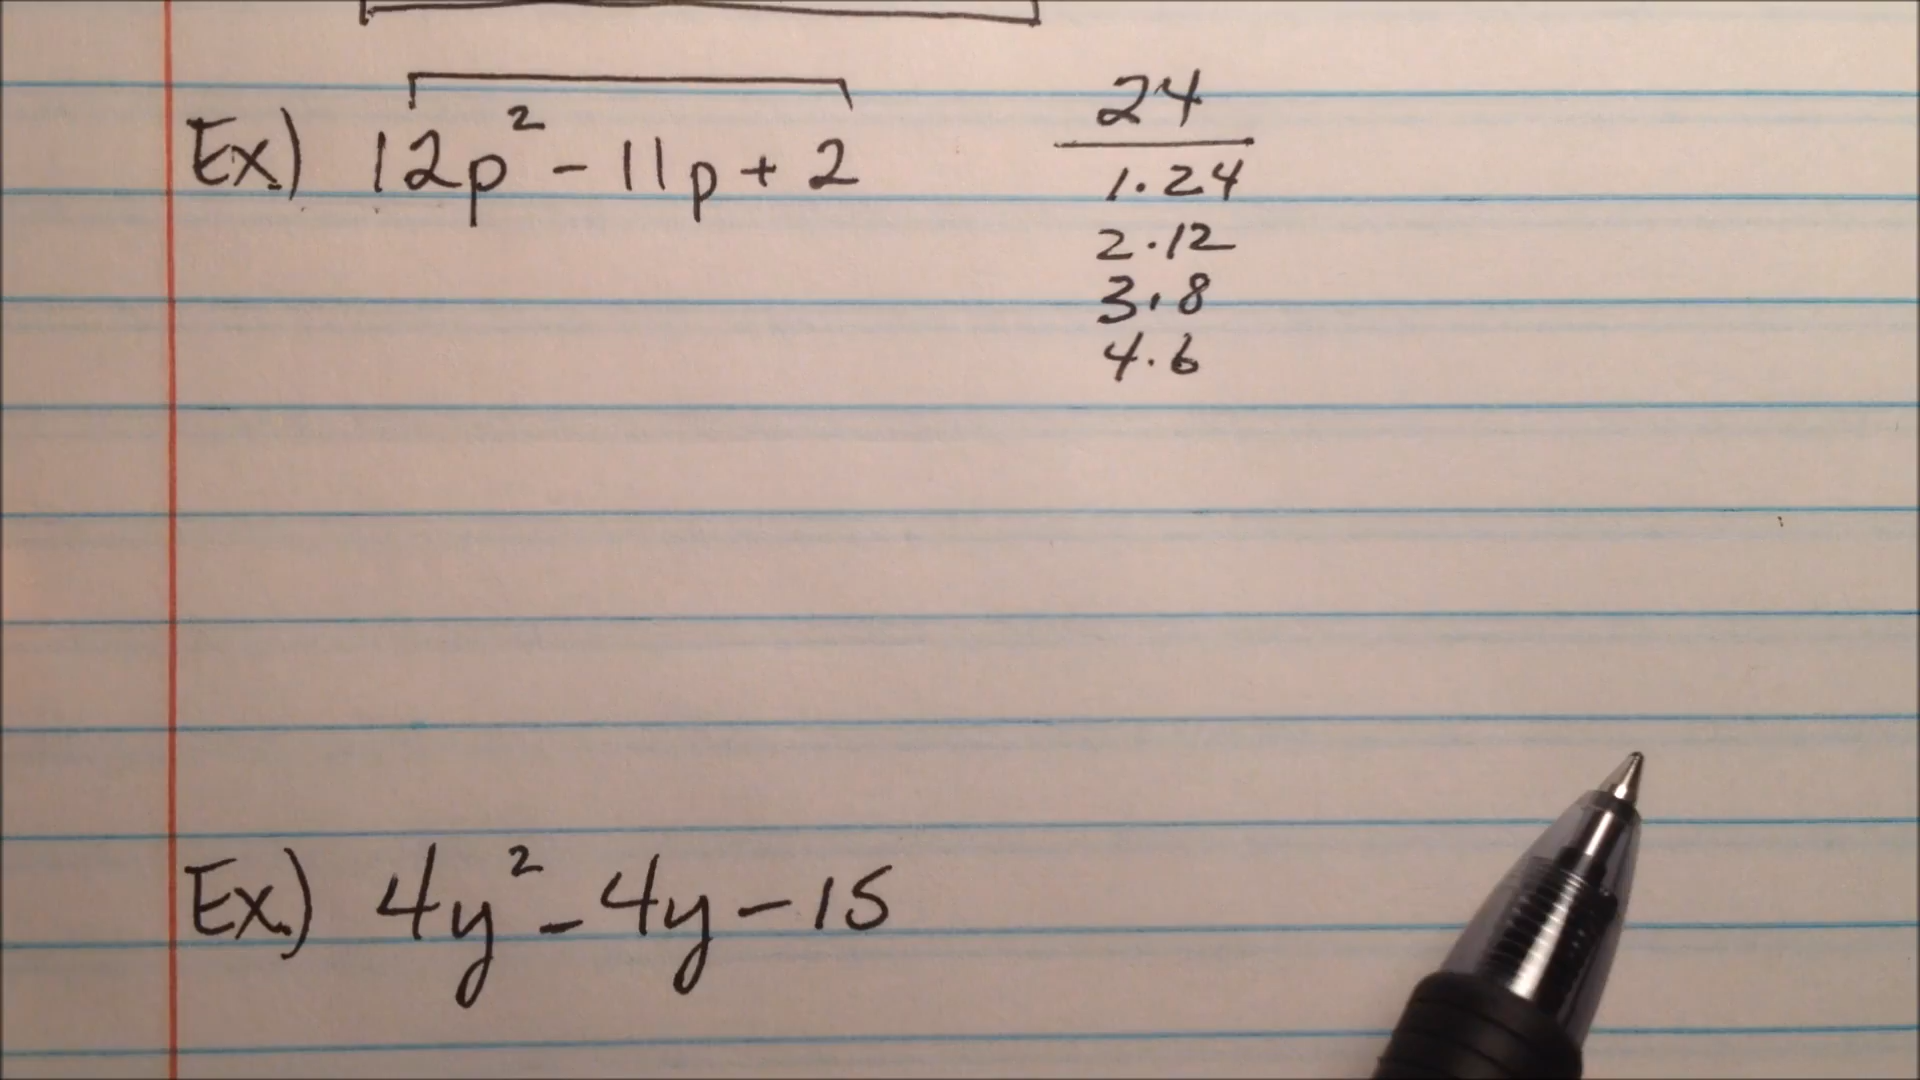 Ex.) 12p² - 11p + 2
24
1·24
2·12
3·8
4·6
Ex.) 4y² - 4y - 15